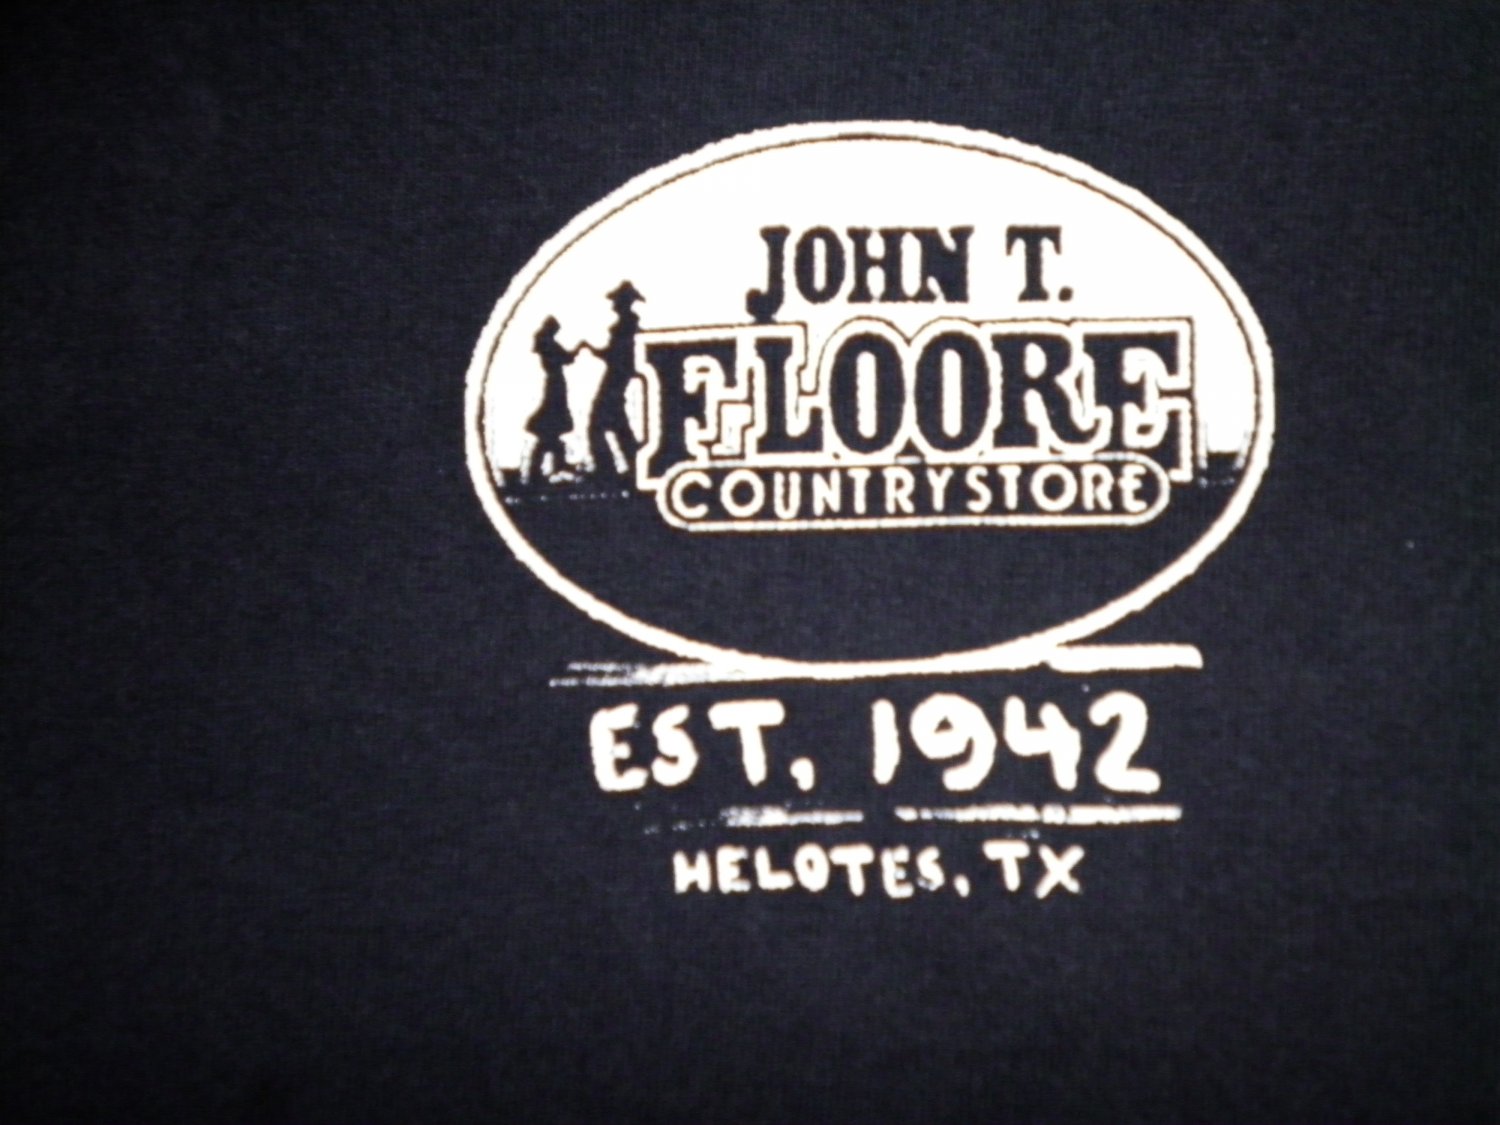 JOHN T.
FLOORE
COUNTRYSTORE
EST, 1942
HELOTES, TX